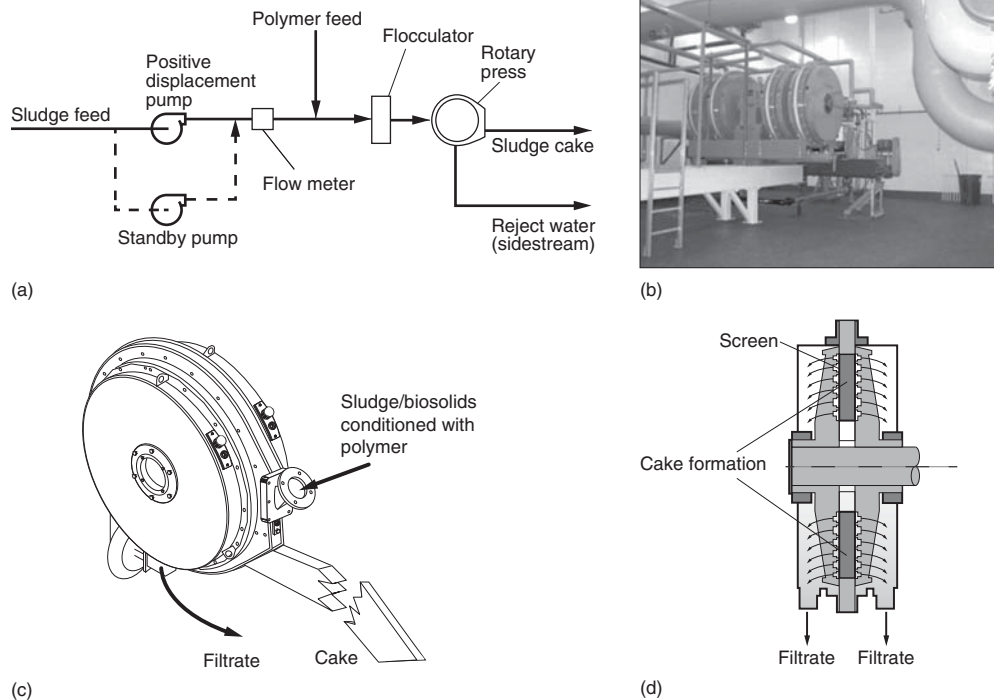 Polymer feed
Flocculator
Positive
displacement
pump
Rotary
press
Sludge feed
Sludge cake
Flow meter
Standby pump
Reject water
(sidestream)
(a)
(b)
Sludge/biosolids
conditioned with
polymer
Filtrate
Cake
(c)
Screen
Cake formation
Filtrate
Filtrate
(d)